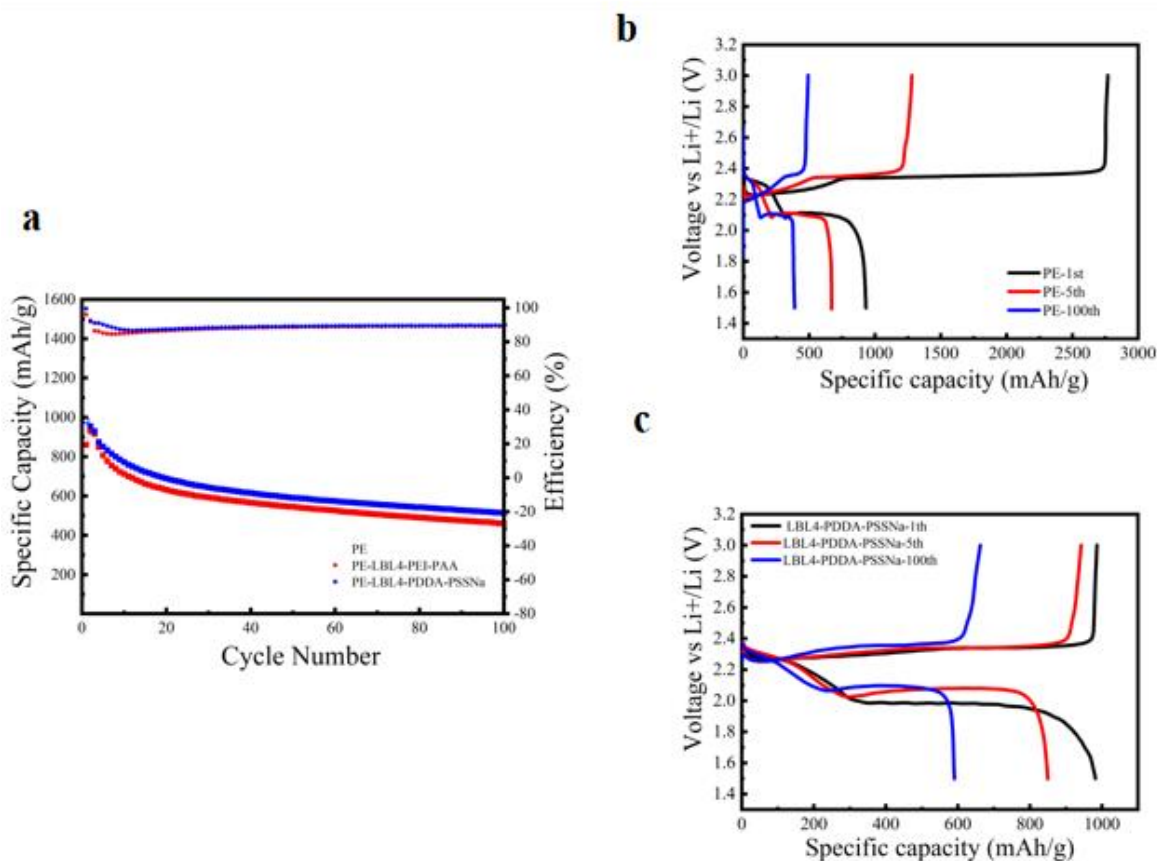 a
1600
1400
1200
1000
800
600
400
200
Specific Capacity (mAh/g)
100
80
60
40
20
0
-20
-40
-60
-80
Efficiency (%)
PE
PE-LBL4-PEI-PAA
PE-LBL4-PDDA-PSSNa
0 20 40 60 80 100
Cycle Number
b
3.2
3.0
2.8
2.6
2.4
2.2
2.0
1.8
1.6
1.4
Voltage vs Li+/Li (V)
PE-1st
PE-5th
PE-100th
0 500 1000 1500 2000 2500 3000
Specific capacity (mAh/g)
c
3.2
3.0
2.8
2.6
2.4
2.2
2.0
1.8
1.6
1.4
Voltage vs Li+/Li (V)
LBL4-PDDA-PSSNa-1th
LBL4-PDDA-PSSNa-5th
LBL4-PDDA-PSSNa-100th
0 200 400 600 800 1000
Specific capacity (mAh/g)